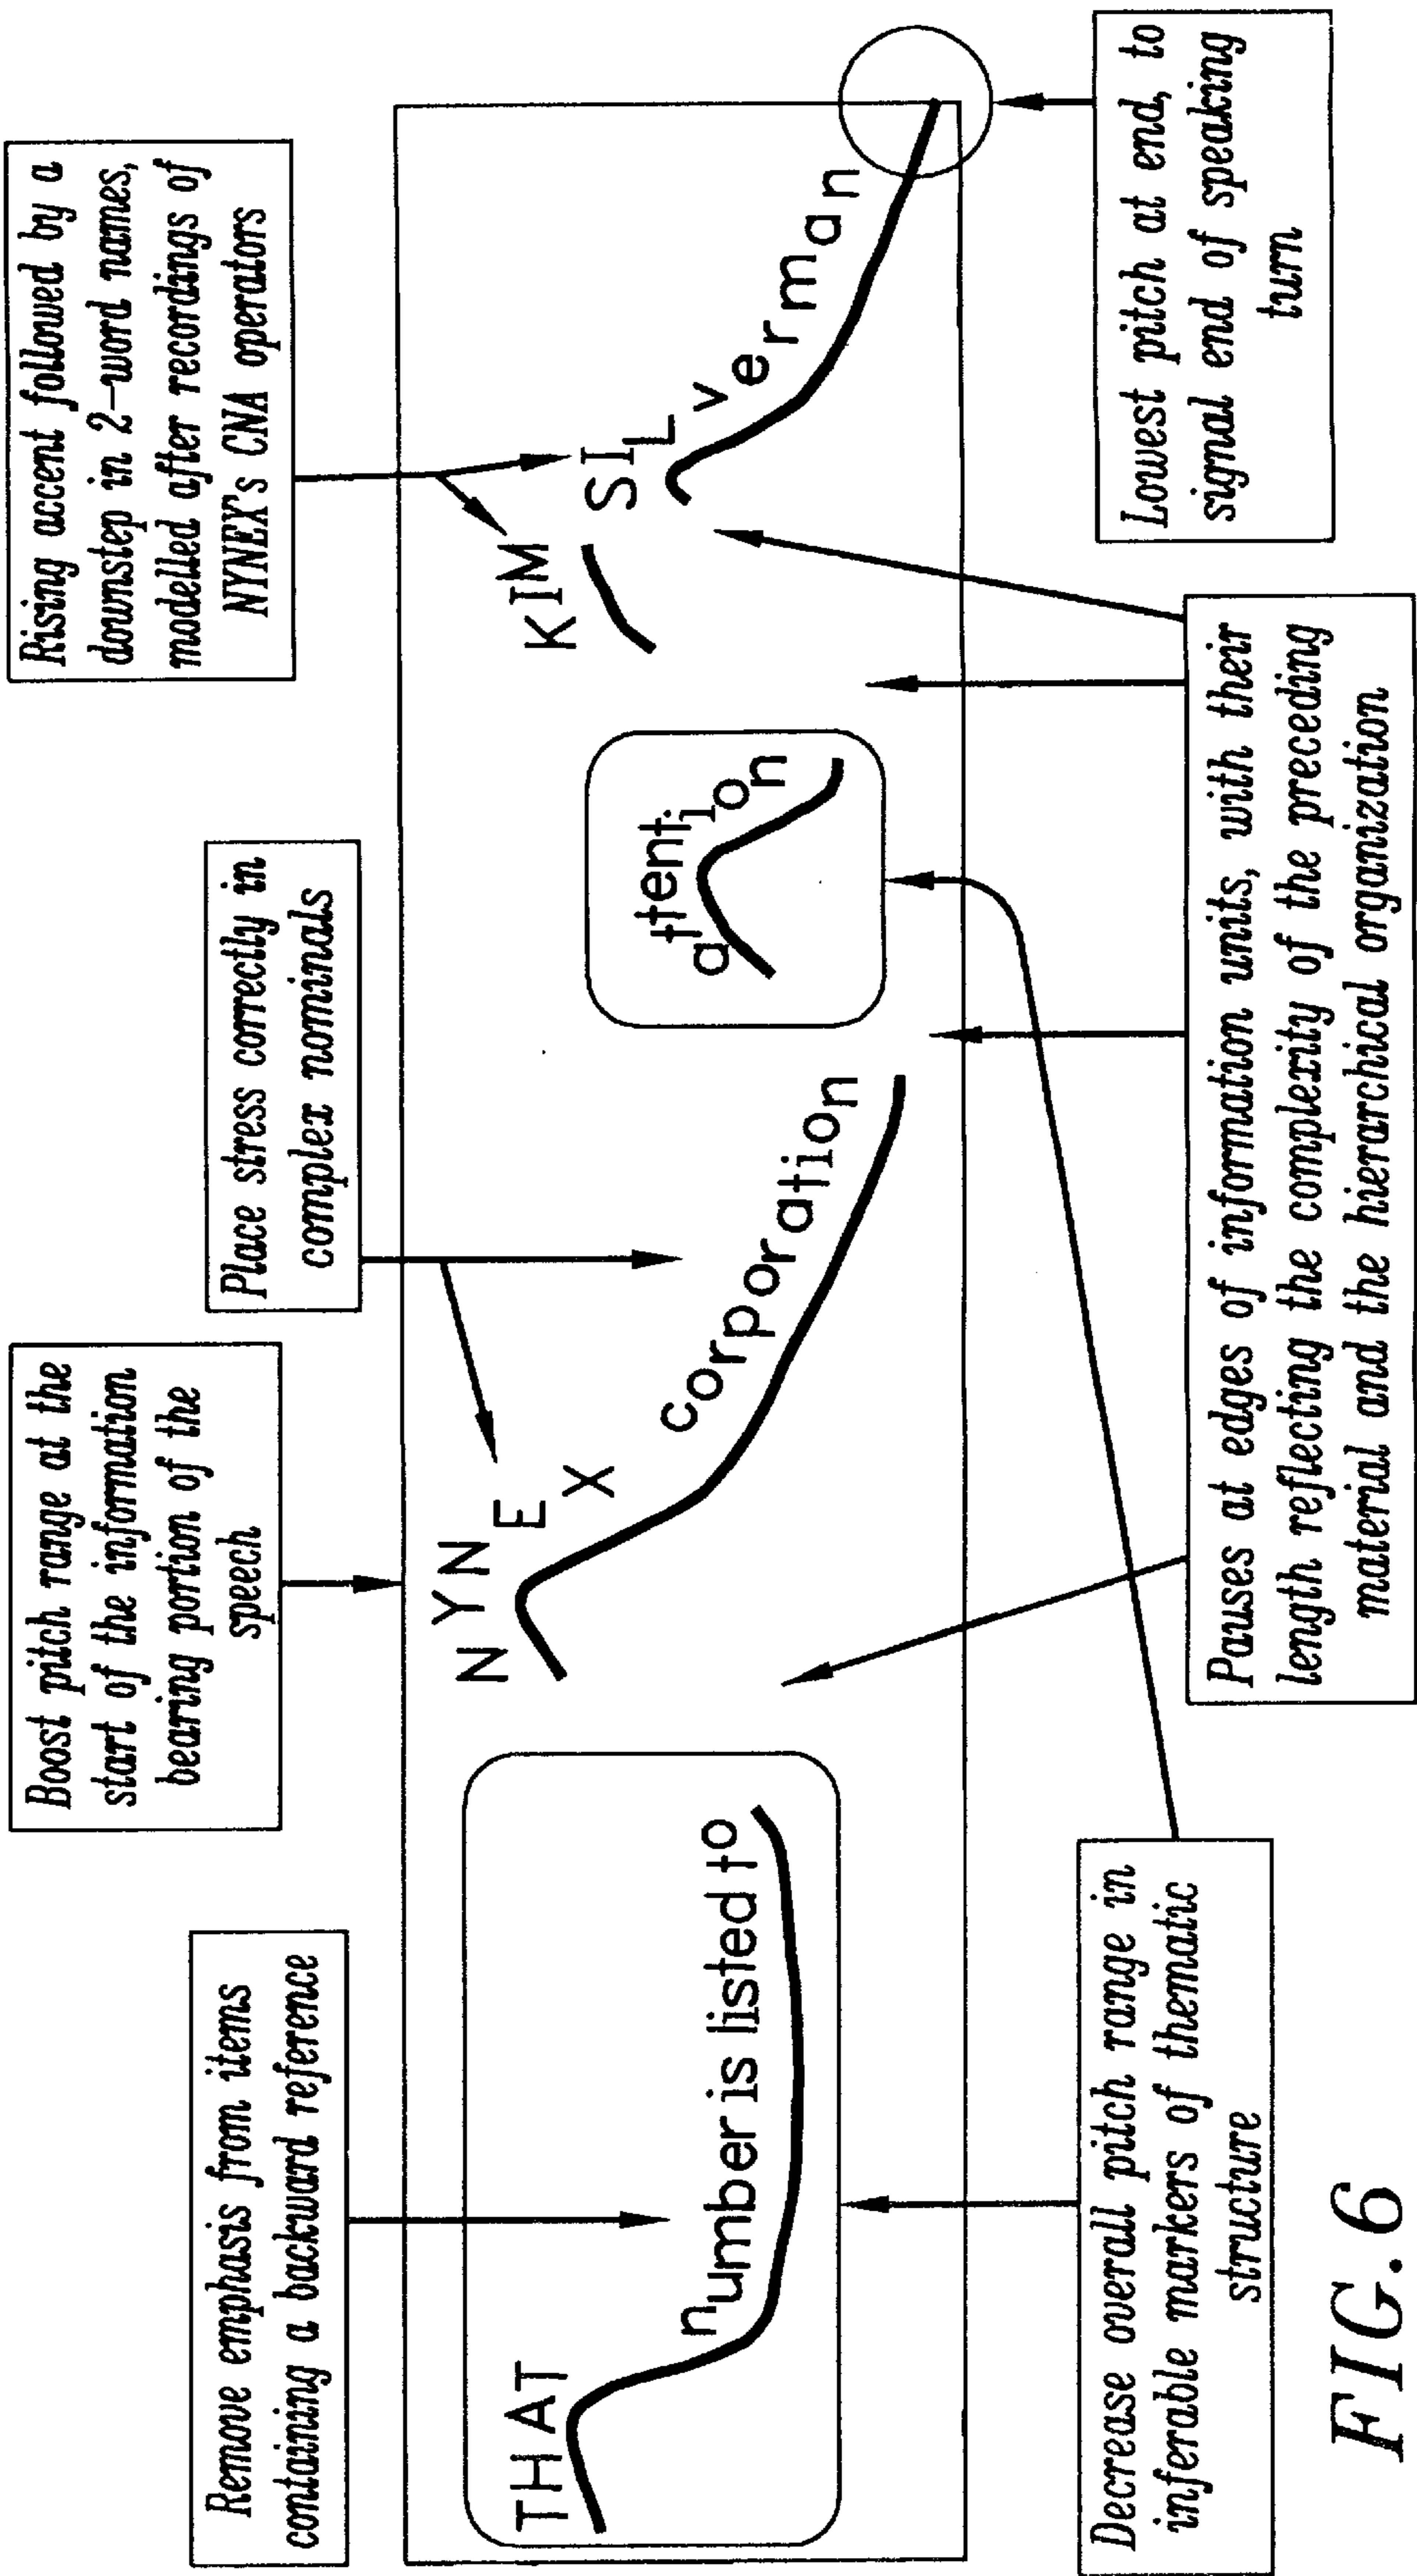 Remove emphasis from items
containing a backward reference
Boost pitch range at the
start of the information
bearing portion of the
speech
Place stress correctly in
complex nominals
Rising accent followed by a
downstep in 2-word names,
modelled after recordings of
NYNEX's CNA operators
THAT number is listed to NYNEX corporation attention KIM SILverman
Decrease overall pitch range in
inferable markers of thematic
structure
Pauses at edges of information units, with their
length reflecting the complexity of the preceding
material and the hierarchical organization
Lowest pitch at end, to
signal end of speaking
turn
FIG.6